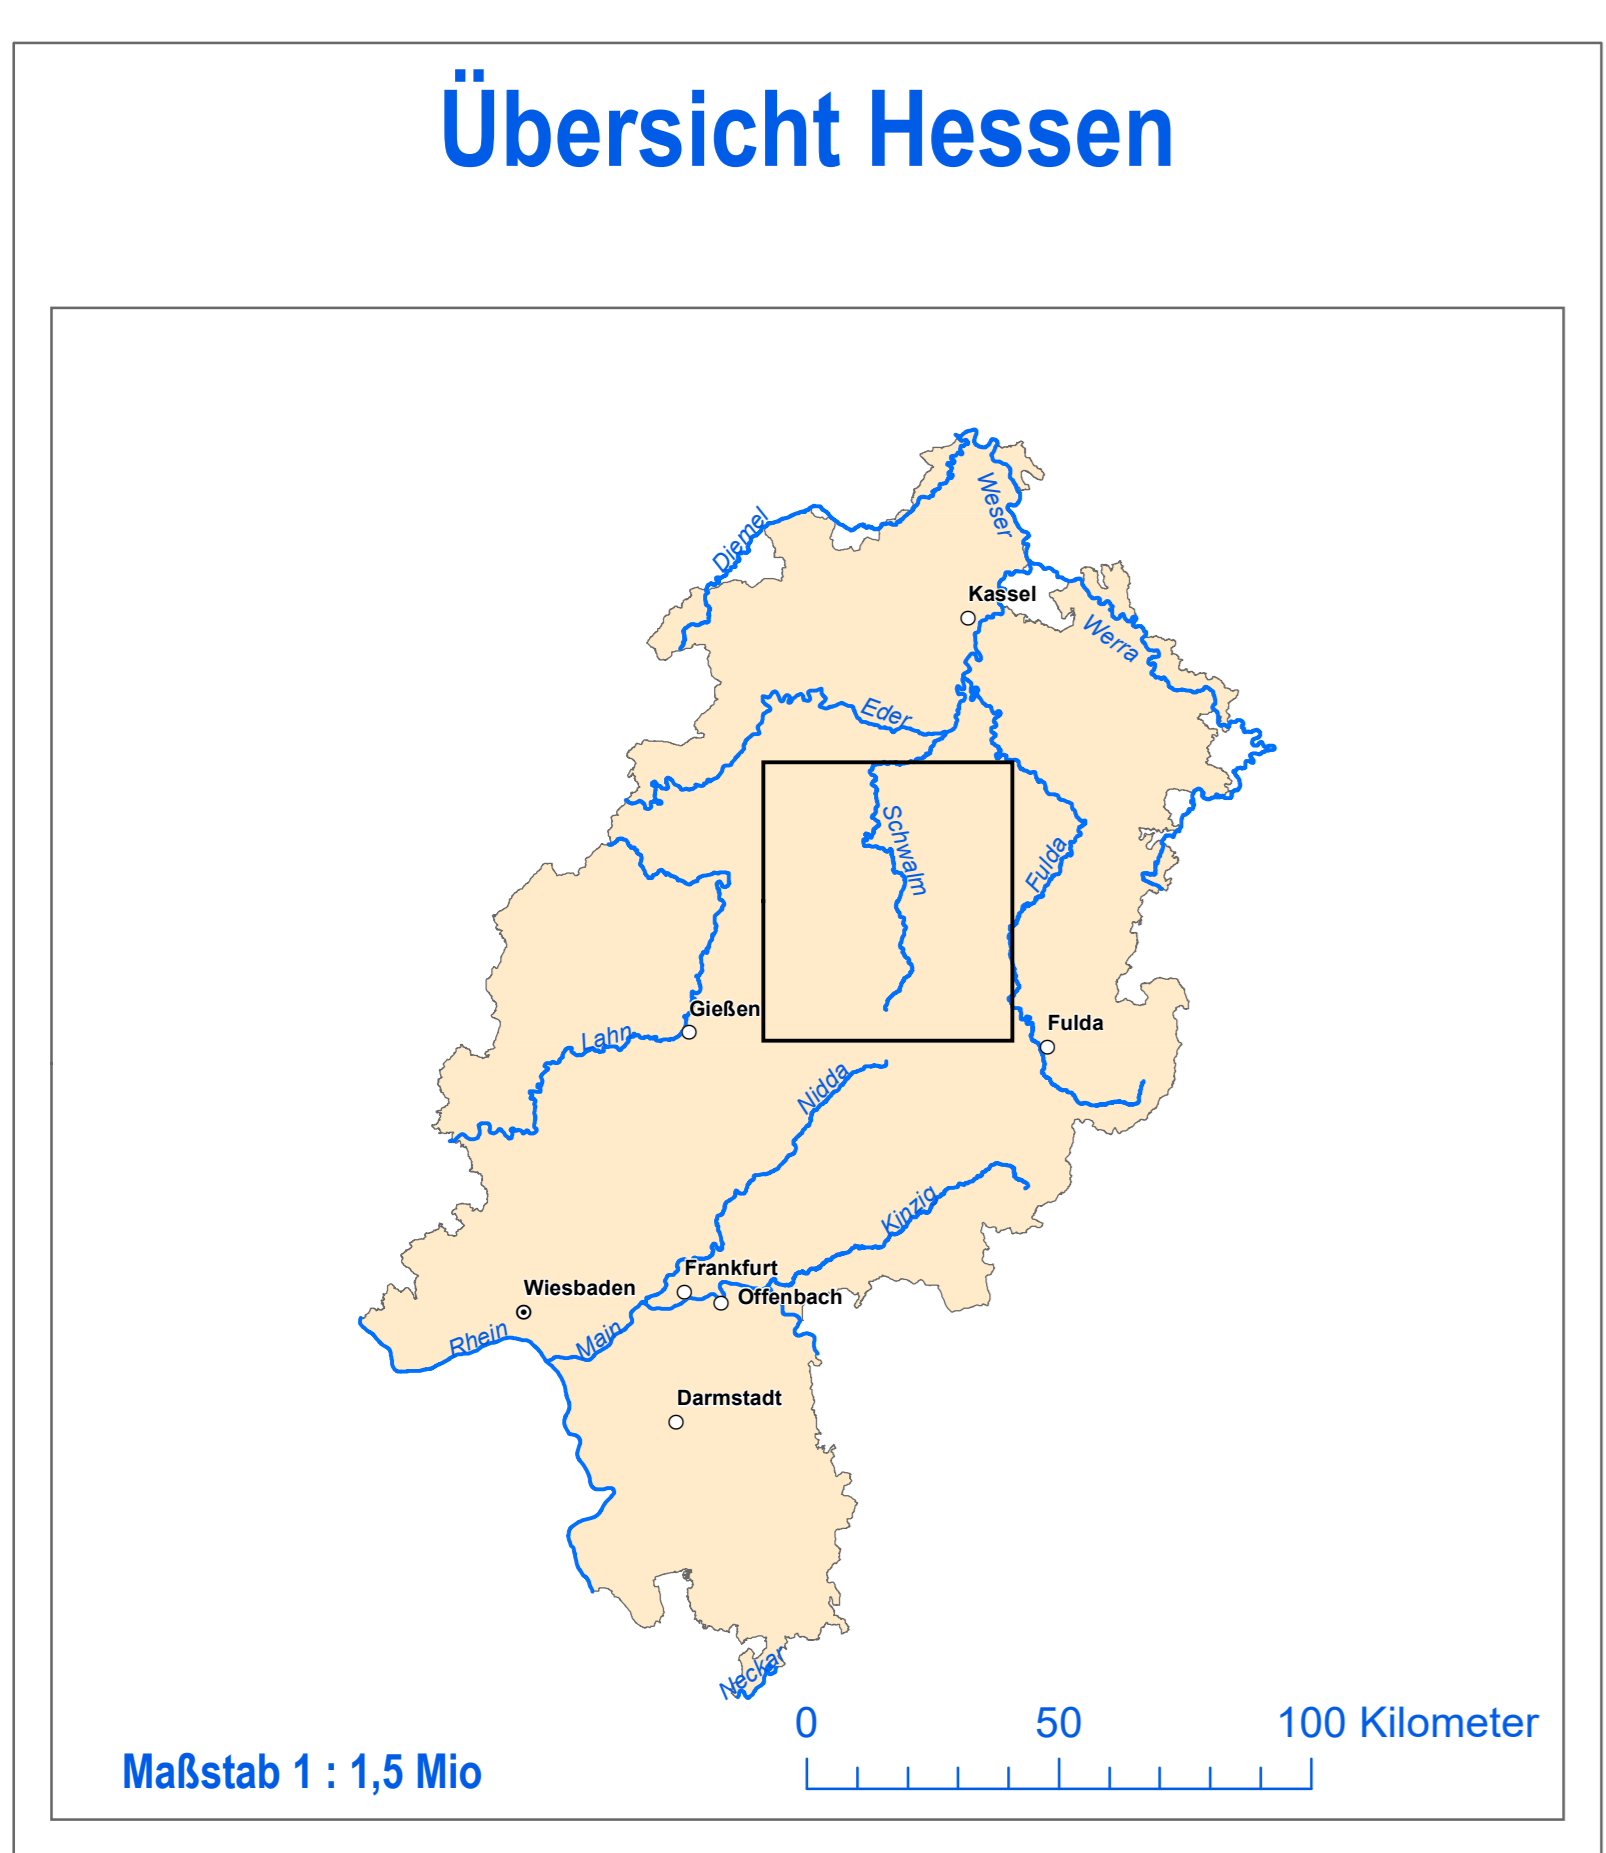 Übersicht Hessen
Weser
Diemel
Kassel
Werra
Eder
Schwalm
Fulda
Gießen
Fulda
Lahn
Nidda
Kinzig
Frankfurt
Wiesbaden
Offenbach
Rhein
Main
Darmstadt
Neckar
0 50 100 Kilometer
Maßstab 1 : 1,5 Mio